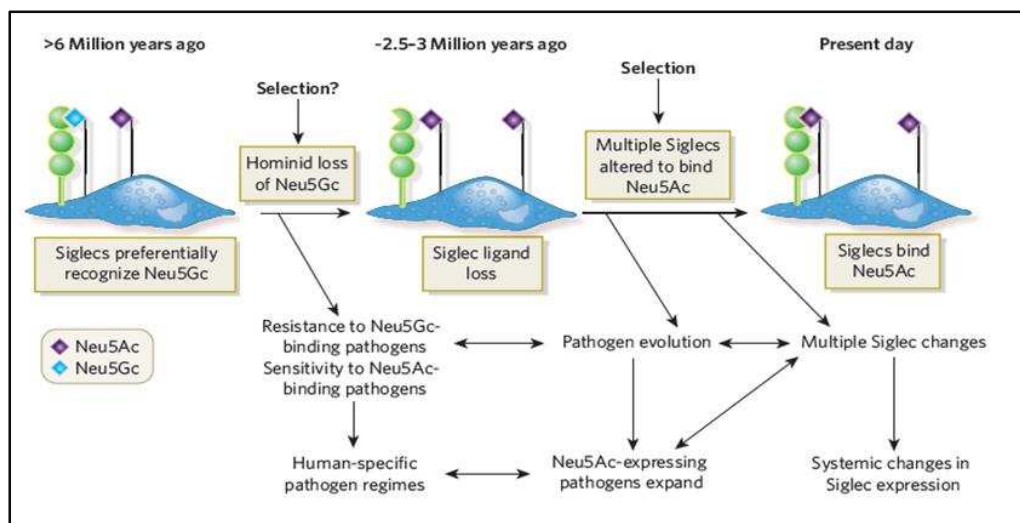 >6 Million years ago
-2.5–3 Million years ago
Present day
Selection?
Selection
Hominid loss
of Neu5Gc
Multiple Siglecs
altered to bind
Neu5Ac
Siglecs preferentially
recognize Neu5Gc
Siglec ligand
loss
Siglecs bind
Neu5Ac
Neu5Ac
Neu5Gc
Resistance to Neu5Gc-
binding pathogens
Sensitivity to Neu5Ac-
binding pathogens
Pathogen evolution
Multiple Siglec changes
Human-specific
pathogen regimes
Neu5Ac-expressing
pathogens expand
Systemic changes in
Siglec expression